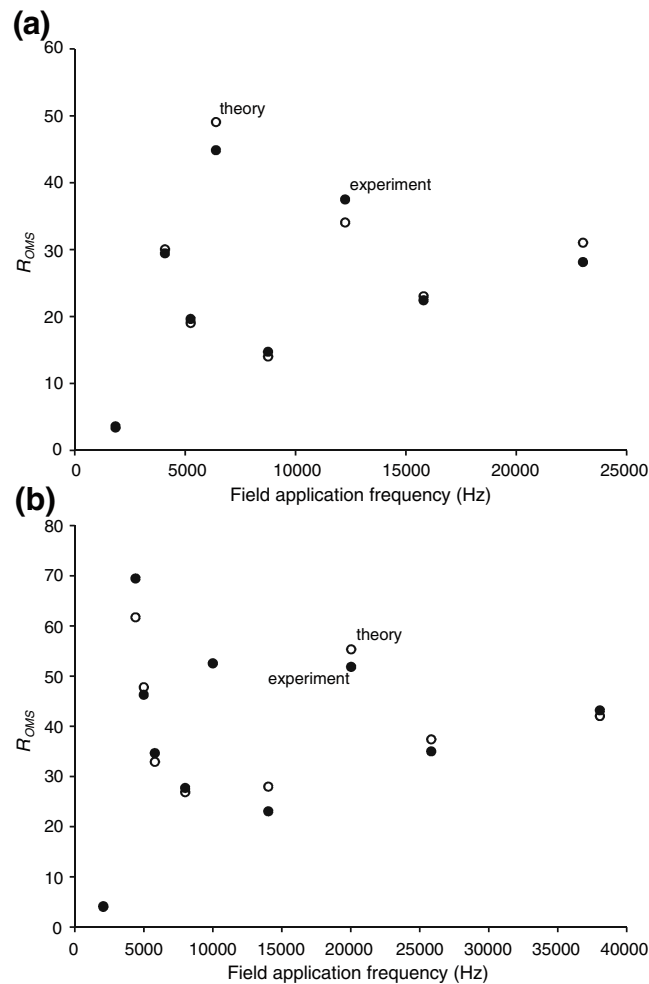 (a)
60
50
40
30
20
10
0
R_OMS
theory
experiment
0 5000 10000 15000 20000 25000
Field application frequency (Hz)
(b)
80
70
60
50
40
30
20
10
0
R_OMS
theory
experiment
0 5000 10000 15000 20000 25000 30000 35000 40000
Field application frequency (Hz)